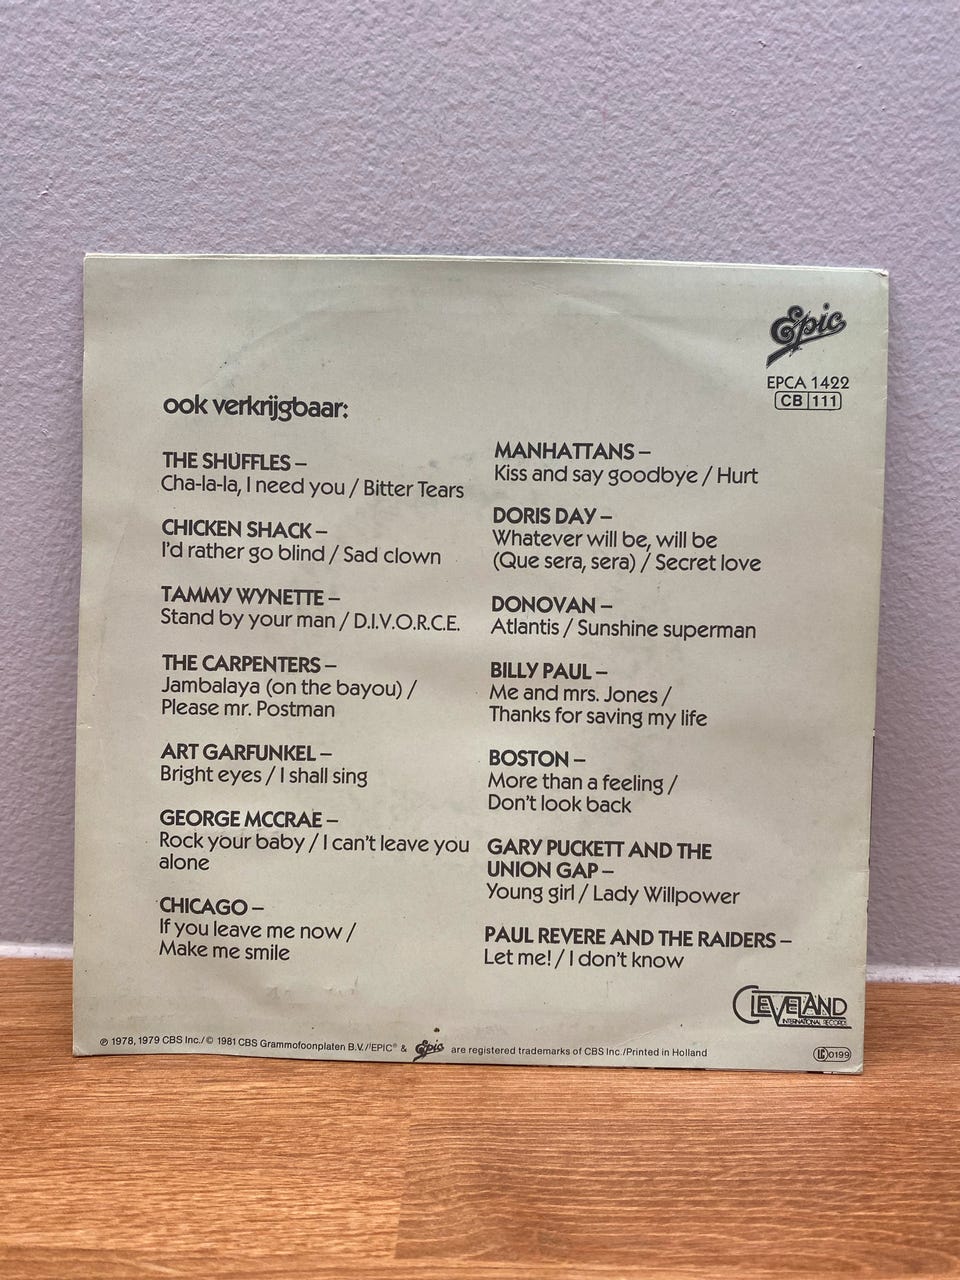 Epic
EPCA 1422
CB 111
ook verkrijgbaar:
THE SHUFFLES –
Cha-la-la, I need you / Bitter Tears
CHICKEN SHACK –
I'd rather go blind / Sad clown
TAMMY WYNETTE –
Stand by your man / D.I.V.O.R.C.E.
THE CARPENTERS –
Jambalaya (on the bayou) /
Please mr. Postman
ART GARFUNKEL –
Bright eyes / I shall sing
GEORGE MCCRAE –
Rock your baby / I can't leave you
alone
CHICAGO –
If you leave me now /
Make me smile
MANHATTANS –
Kiss and say goodbye / Hurt
DORIS DAY –
Whatever will be, will be
(Que sera, sera) / Secret love
DONOVAN –
Atlantis / Sunshine superman
BILLY PAUL –
Me and mrs. Jones /
Thanks for saving my life
BOSTON –
More than a feeling /
Don't look back
GARY PUCKETT AND THE
UNION GAP –
Young girl / Lady Willpower
PAUL REVERE AND THE RAIDERS –
Let me! / I don't know
CLEVELAND
INTERNATIONAL RECORDS
℗ 1978, 1979 CBS Inc./© 1981 CBS Grammofoonplaten B.V./'EPIC® & Epic are registered trademarks of CBS Inc./Printed in Holland
LC 0199